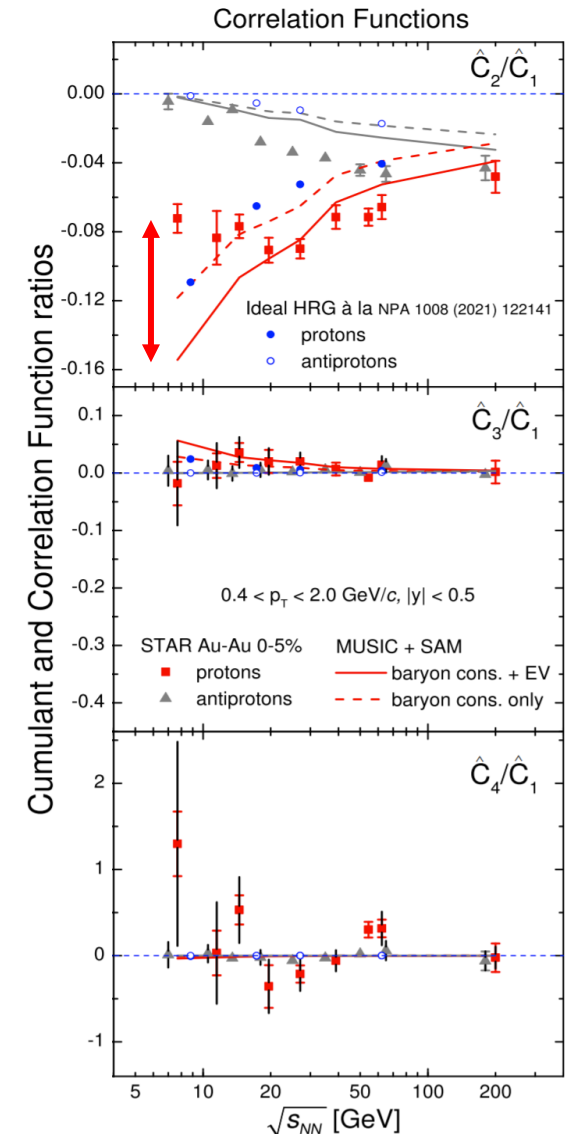 Correlation Functions
Cumulant and Correlation Function ratios
Ĉ₂/Ĉ₁
0.00
-0.04
-0.08
-0.12
-0.16
Ideal HRG à la NPA 1008 (2021) 122141
protons
antiprotons
Ĉ₃/Ĉ₁
0.1
0.0
-0.1
-0.2
-0.3
-0.4
0.4 < p_T < 2.0 GeV/c, |y| < 0.5
STAR Au-Au 0-5% MUSIC + SAM
protons baryon cons. + EV
antiprotons baryon cons. only
Ĉ₄/Ĉ₁
2
1
0
-1
5 10 20 50 100 200
√s_NN [GeV]